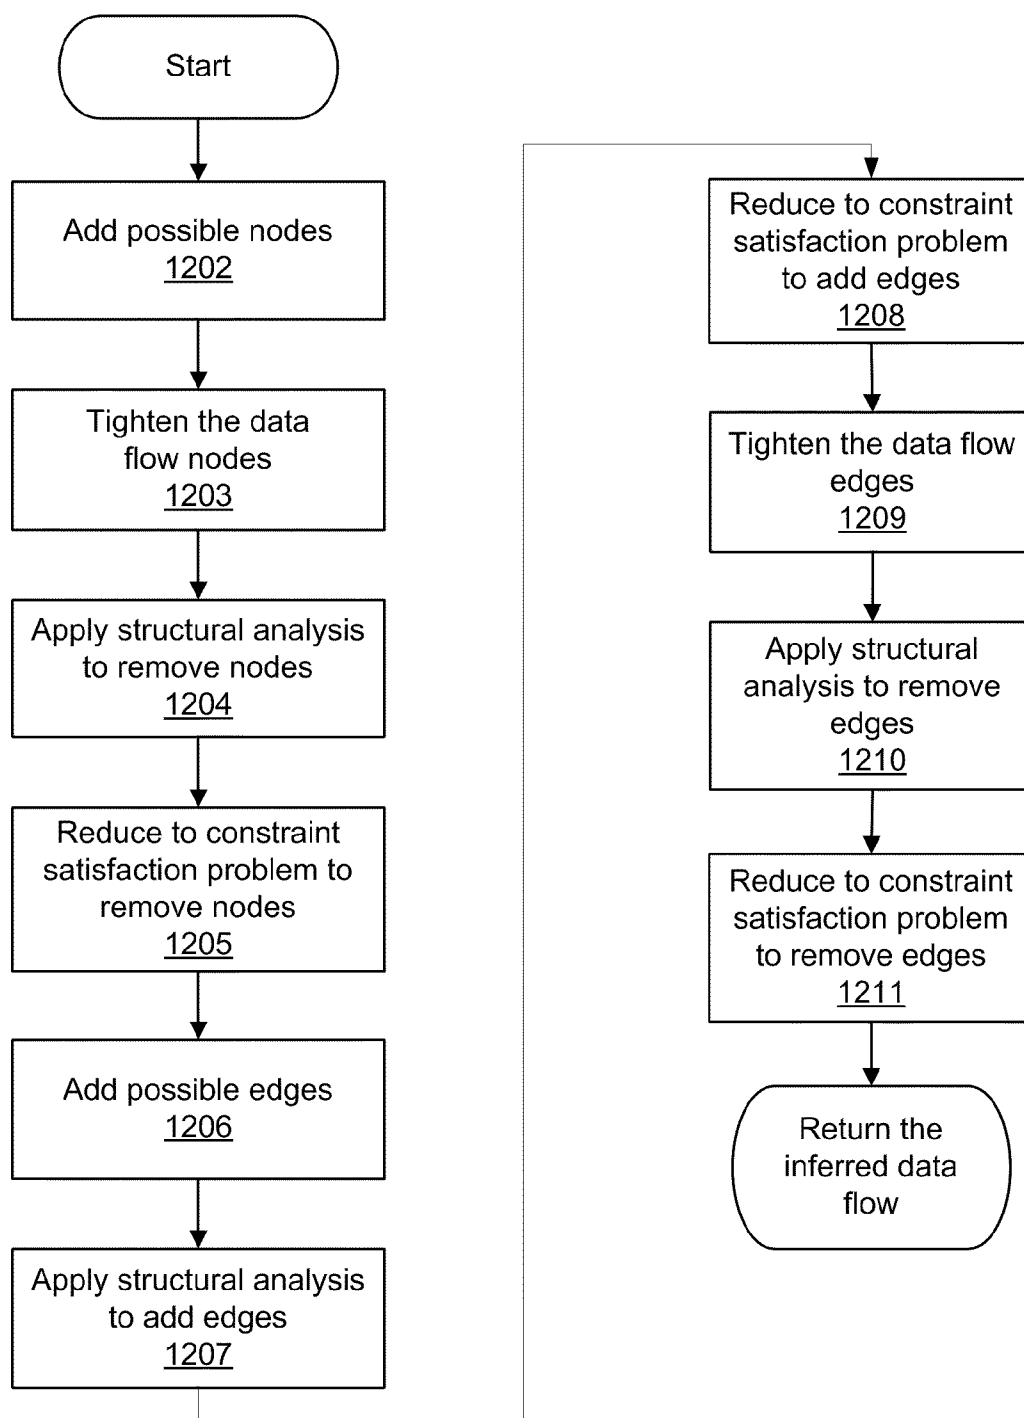 Start
Add possible nodes
1202
Tighten the data
flow nodes
1203
Apply structural analysis
to remove nodes
1204
Reduce to constraint
satisfaction problem to
remove nodes
1205
Add possible edges
1206
Apply structural analysis
to add edges
1207
Reduce to constraint
satisfaction problem
to add edges
1208
Tighten the data flow
edges
1209
Apply structural
analysis to remove
edges
1210
Reduce to constraint
satisfaction problem
to remove edges
1211
Return the
inferred data
flow